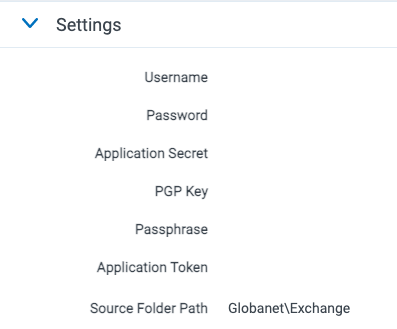 Settings
Username
Password
Application Secret
PGP Key
Passphrase
Application Token
Source Folder Path Globanet\Exchange